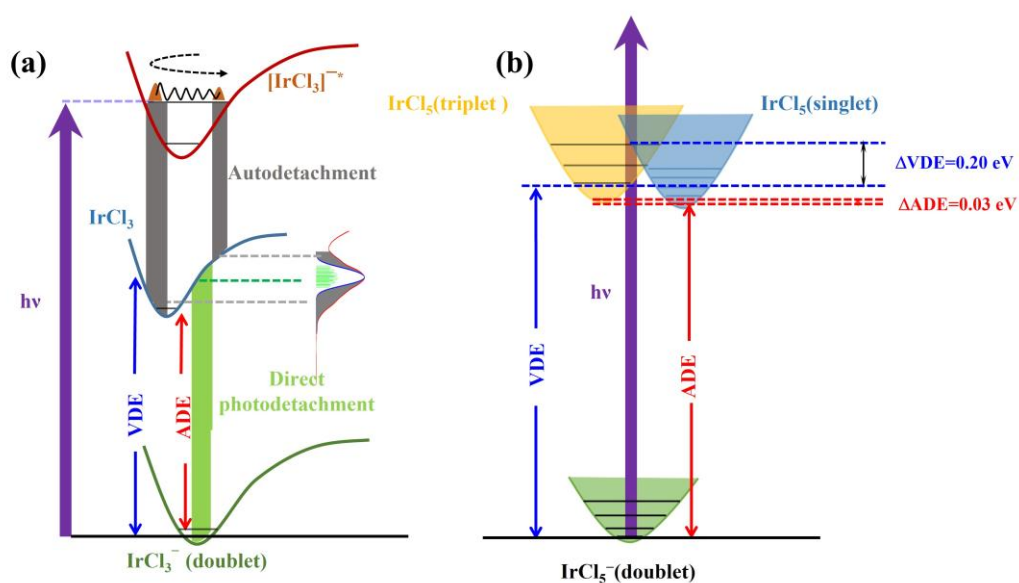 (a)
[IrCl₃]⁻*
Autodetachment
IrCl₃
hν
VDE
ADE
Direct
photodetachment
IrCl₃⁻ (doublet)
(b)
IrCl₅(triplet )
IrCl₅(singlet)
ΔVDE=0.20 eV
ΔADE=0.03 eV
hν
VDE
ADE
IrCl₅⁻(doublet)